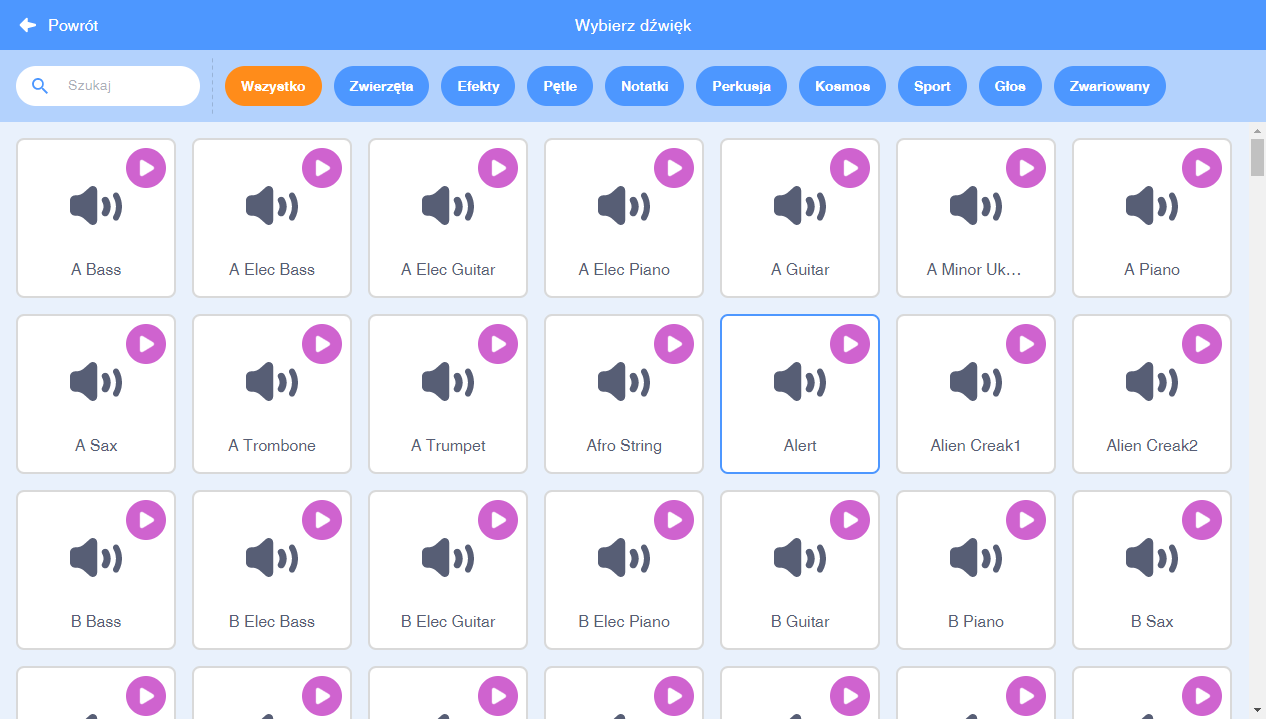 Powrót
Wybierz dźwięk
Szukaj
Wszystko
Zwierzęta
Efekty
Pętle
Notatki
Perkusja
Kosmos
Sport
Głos
Zwariowany
A Bass
A Elec Bass
A Elec Guitar
A Elec Piano
A Guitar
A Minor Uk...
A Piano
A Sax
A Trombone
A Trumpet
Afro String
Alert
Alien Creak1
Alien Creak2
B Bass
B Elec Bass
B Elec Guitar
B Elec Piano
B Guitar
B Piano
B Sax